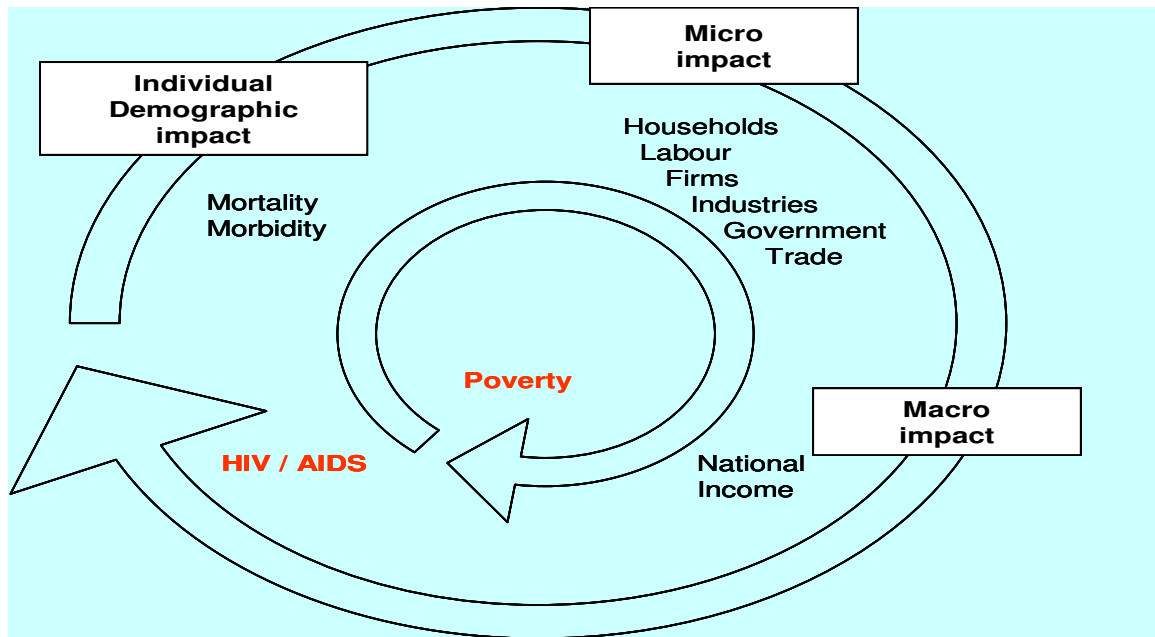 Individual
Demographic
impact
Micro
impact
Households
Labour
Firms
Industries
Government
Trade
Mortality
Morbidity
Poverty
Macro
impact
HIV / AIDS
National
Income